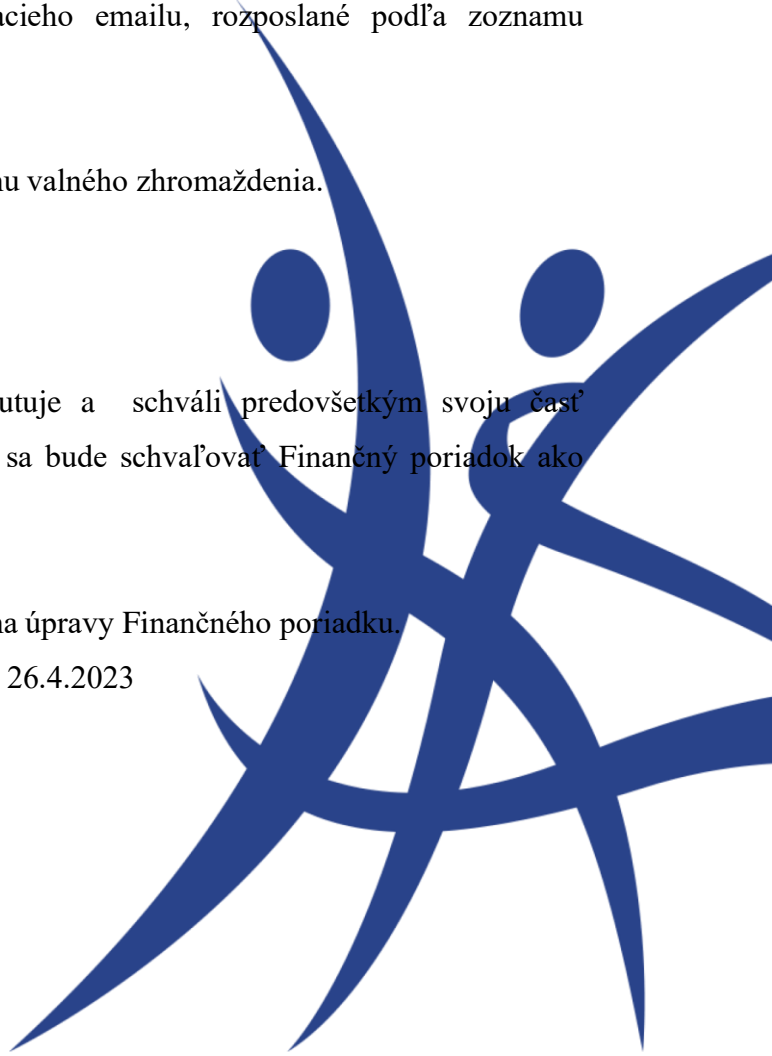 acieho emailu, rozposlané podľa zoznamu
nu valného zhromaždenia.
utuje a schváli predovšetkým svoju časť
sa bude schvaľovať Finančný poriadok ako
na úpravy Finančného poriadku.
26.4.2023